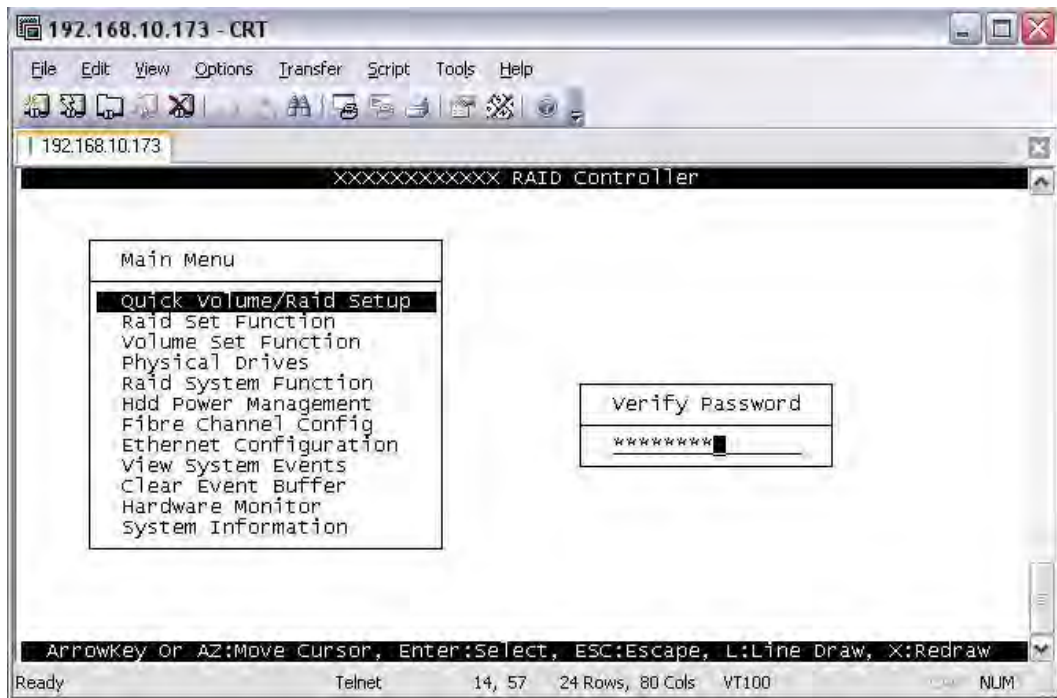 192.168.10.173 - CRT
File Edit View Options Transfer Script Tools Help
192.168.10.173
XXXXXXXXXXXX RAID Controller
Main Menu
Quick Volume/Raid Setup
Raid Set Function
Volume Set Function
Physical Drives
Raid System Function
Hdd Power Management
Fibre Channel Config
Ethernet Configuration
View System Events
Clear Event Buffer
Hardware Monitor
System Information
Verify Password
********
ArrowKey Or AZ:Move Cursor, Enter:Select, ESC:Escape, L:Line Draw, X:Redraw
Ready Telnet 14, 57 24 Rows, 80 Cols VT100 NUM